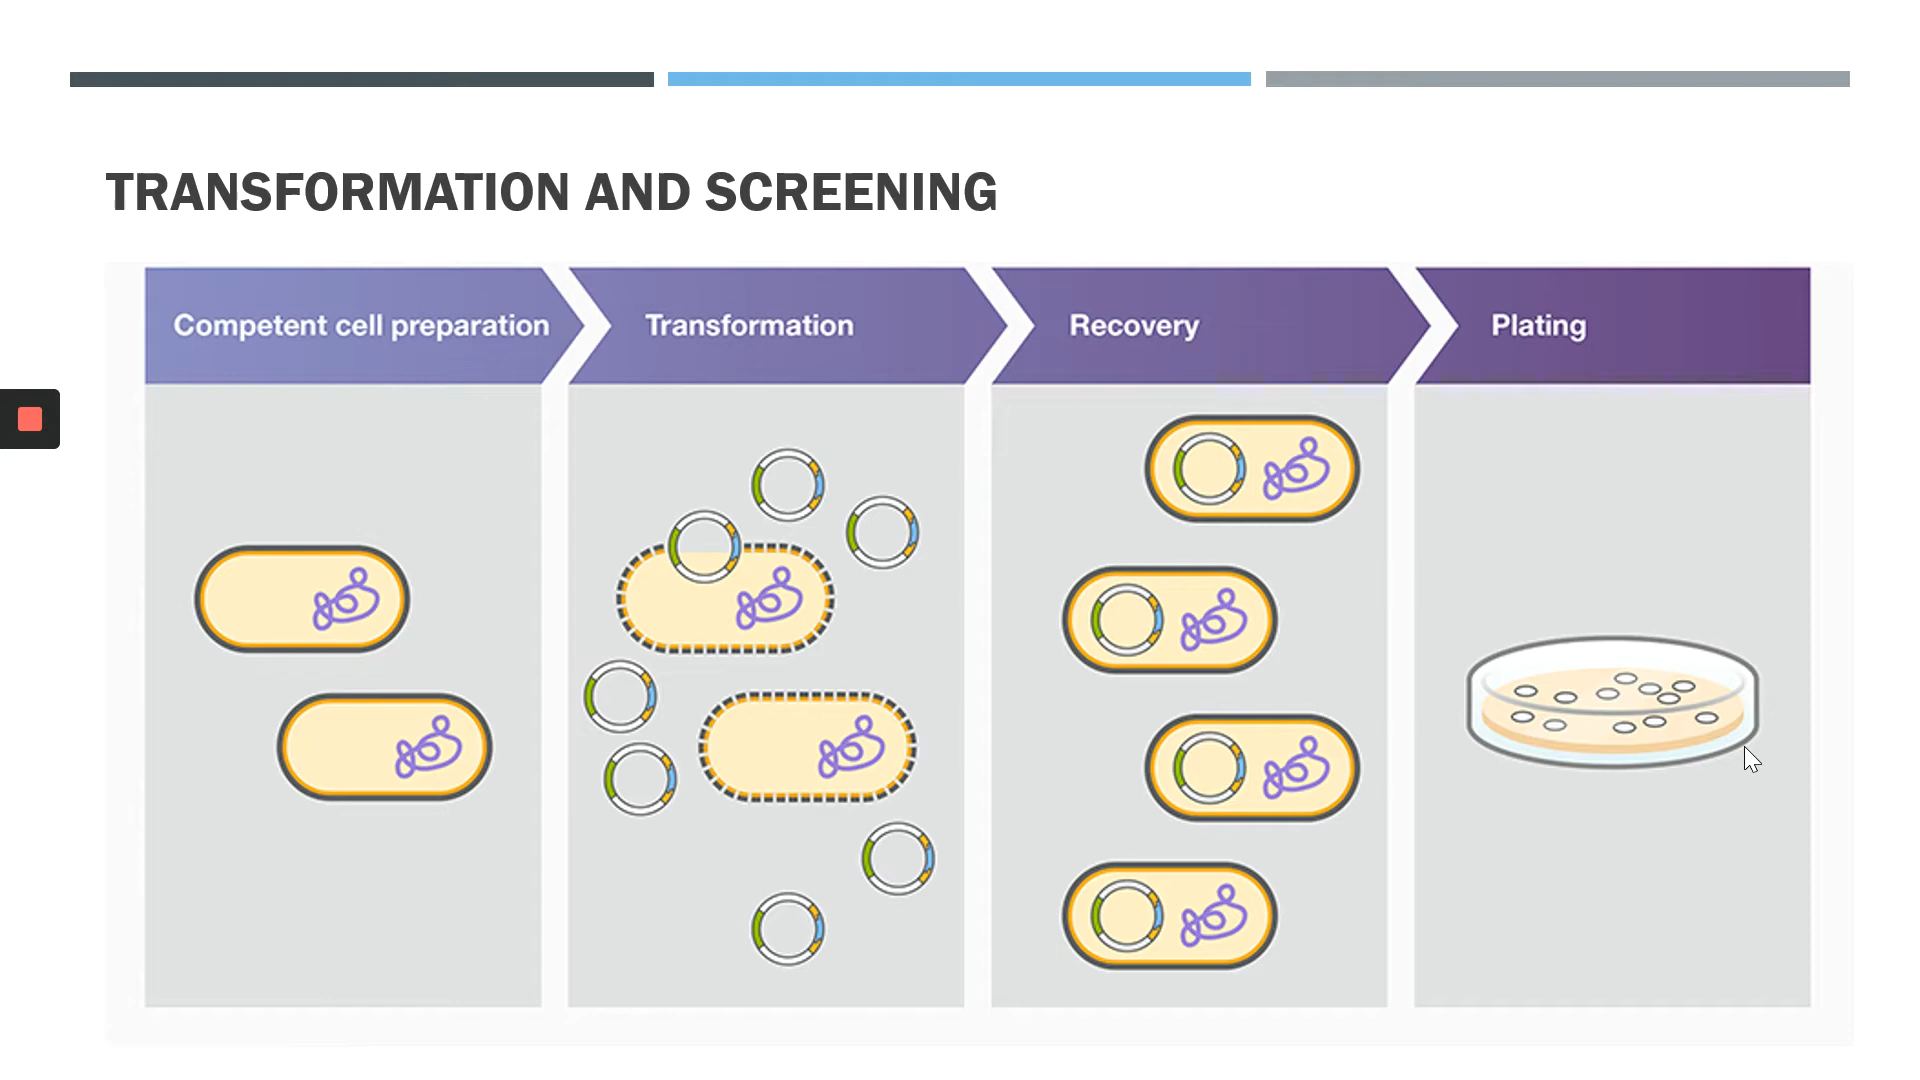 TRANSFORMATION AND SCREENING
Competent cell preparation
Transformation
Recovery
Plating